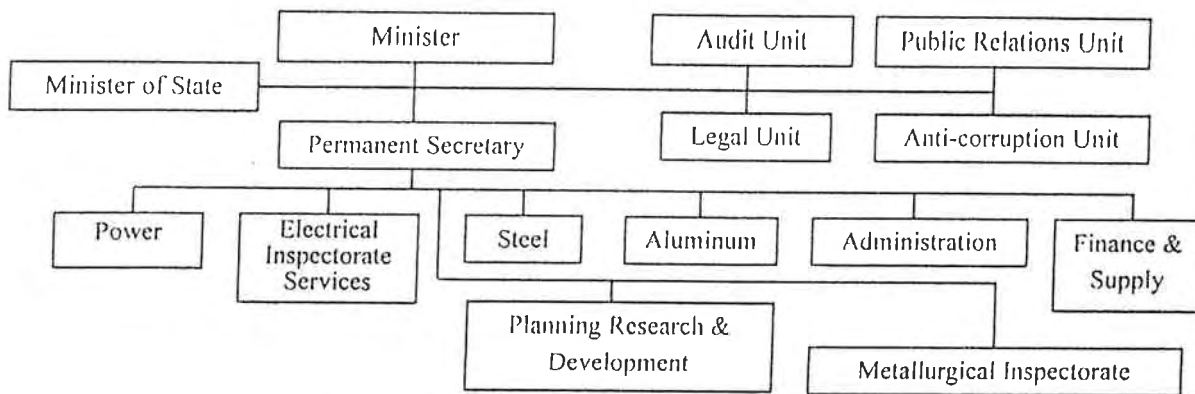 Minister
Audit Unit
Public Relations Unit
Minister of State
Permanent Secretary
Legal Unit
Anti-corruption Unit
Power
Electrical
Inspectorate
Services
Steel
Aluminum
Administration
Finance &
Supply
Planning Research &
Development
Metallurgical Inspectorate